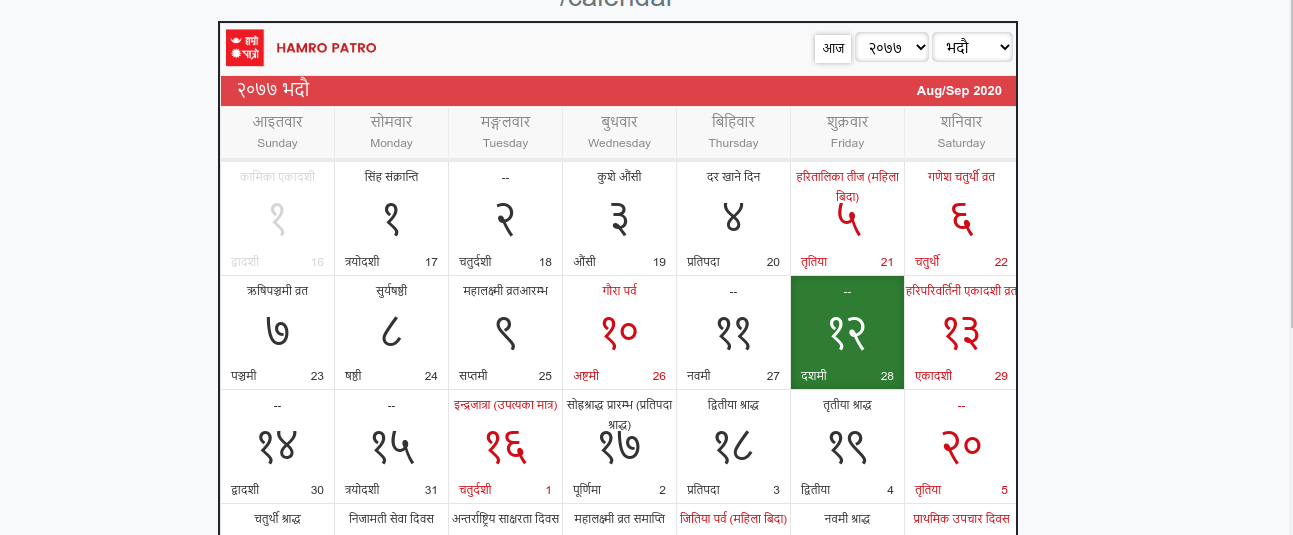 /calendar
हाम्रो पात्रो HAMRO PATRO आज २०७७ भदौ
२०७७ भदौ Aug/Sep 2020
आइतवार सोमवार मङ्गलवार बुधवार बिहिवार शुक्रवार शनिवार
Sunday Monday Tuesday Wednesday Thursday Friday Saturday
कामिका एकादशी सिंह संक्रान्ति -- कुशे औंसी दर खाने दिन हरितालिका तीज (महिला बिदा) गणेश चतुर्थी व्रत
१ १ २ ३ ४ ५ ६
द्वादशी 16 त्रयोदशी 17 चतुर्दशी 18 औंसी 19 प्रतिपदा 20 तृतिया 21 चतुर्थी 22
ऋषिपञ्चमी व्रत सुर्यषष्ठी महालक्ष्मी व्रतआरम्भ गौरा पर्व -- -- हरिपरिवर्तिनी एकादशी व्रत
७ ८ ९ १० ११ १२ १३
पञ्चमी 23 षष्ठी 24 सप्तमी 25 अष्टमी 26 नवमी 27 दशमी 28 एकादशी 29
-- -- इन्द्रजात्रा (उपत्यका मात्र) सोह्रश्राद्ध प्रारम्भ (प्रतिपदा श्राद्ध) द्वितीया श्राद्ध तृतीया श्राद्ध --
१४ १५ १६ १७ १८ १९ २०
द्वादशी 30 त्रयोदशी 31 चतुर्दशी 1 पूर्णिमा 2 प्रतिपदा 3 द्वितीया 4 तृतिया 5
चतुर्थी श्राद्ध निजामती सेवा दिवस अन्तर्राष्ट्रिय साक्षरता दिवस महालक्ष्मी व्रत समाप्ति जितिया पर्व (महिला बिदा) नवमी श्राद्ध प्राथमिक उपचार दिवस